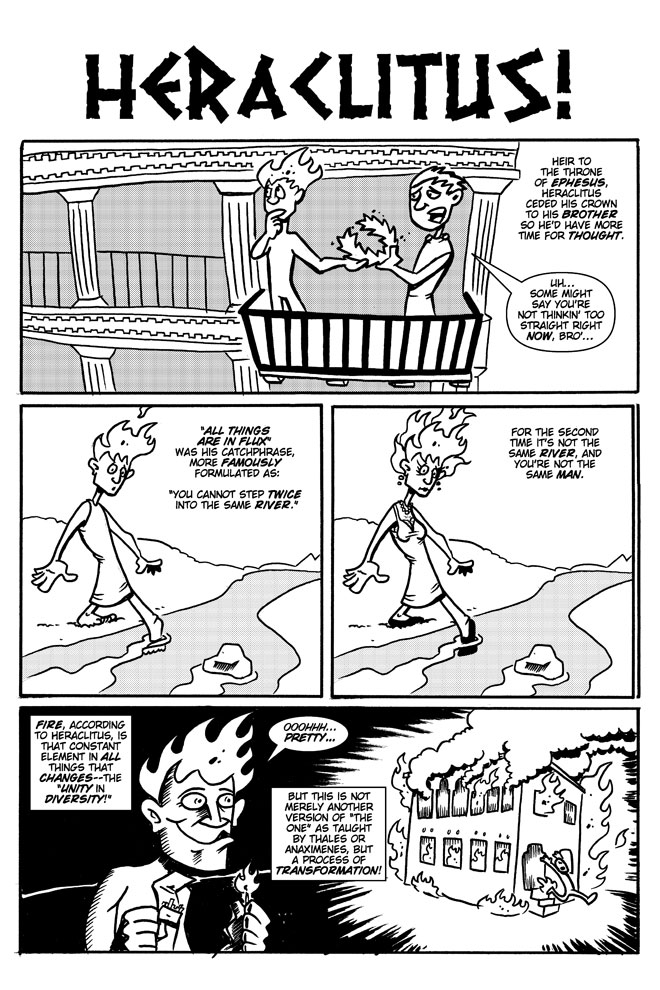 HERACLITUS!
HEIR TO
THE THRONE
OF EPHESUS,
HERACLITUS
CEDED HIS CROWN
TO HIS BROTHER
SO HE'D HAVE MORE
TIME FOR THOUGHT.
UH...
SOME MIGHT
SAY YOU'RE
NOT THINKIN' TOO
STRAIGHT RIGHT
NOW, BRO'...
"ALL THINGS
ARE IN FLUX"
WAS HIS CATCHPHRASE,
MORE FAMOUSLY
FORMULATED AS:
"YOU CANNOT STEP TWICE
INTO THE SAME RIVER."
FOR THE SECOND
TIME IT'S NOT THE
SAME RIVER, AND
YOU'RE NOT THE
SAME MAN.
FIRE, ACCORDING
TO HERACLITUS, IS
THAT CONSTANT
ELEMENT IN ALL
THINGS THAT
CHANGES--THE
"UNITY IN
DIVERSITY!"
OOOHHH...
PRETTY...
BUT THIS IS NOT
MERELY ANOTHER
VERSION OF "THE
ONE" AS TAUGHT
BY THALES OR
ANAXIMENES, BUT
A PROCESS OF
TRANSFORMATION!